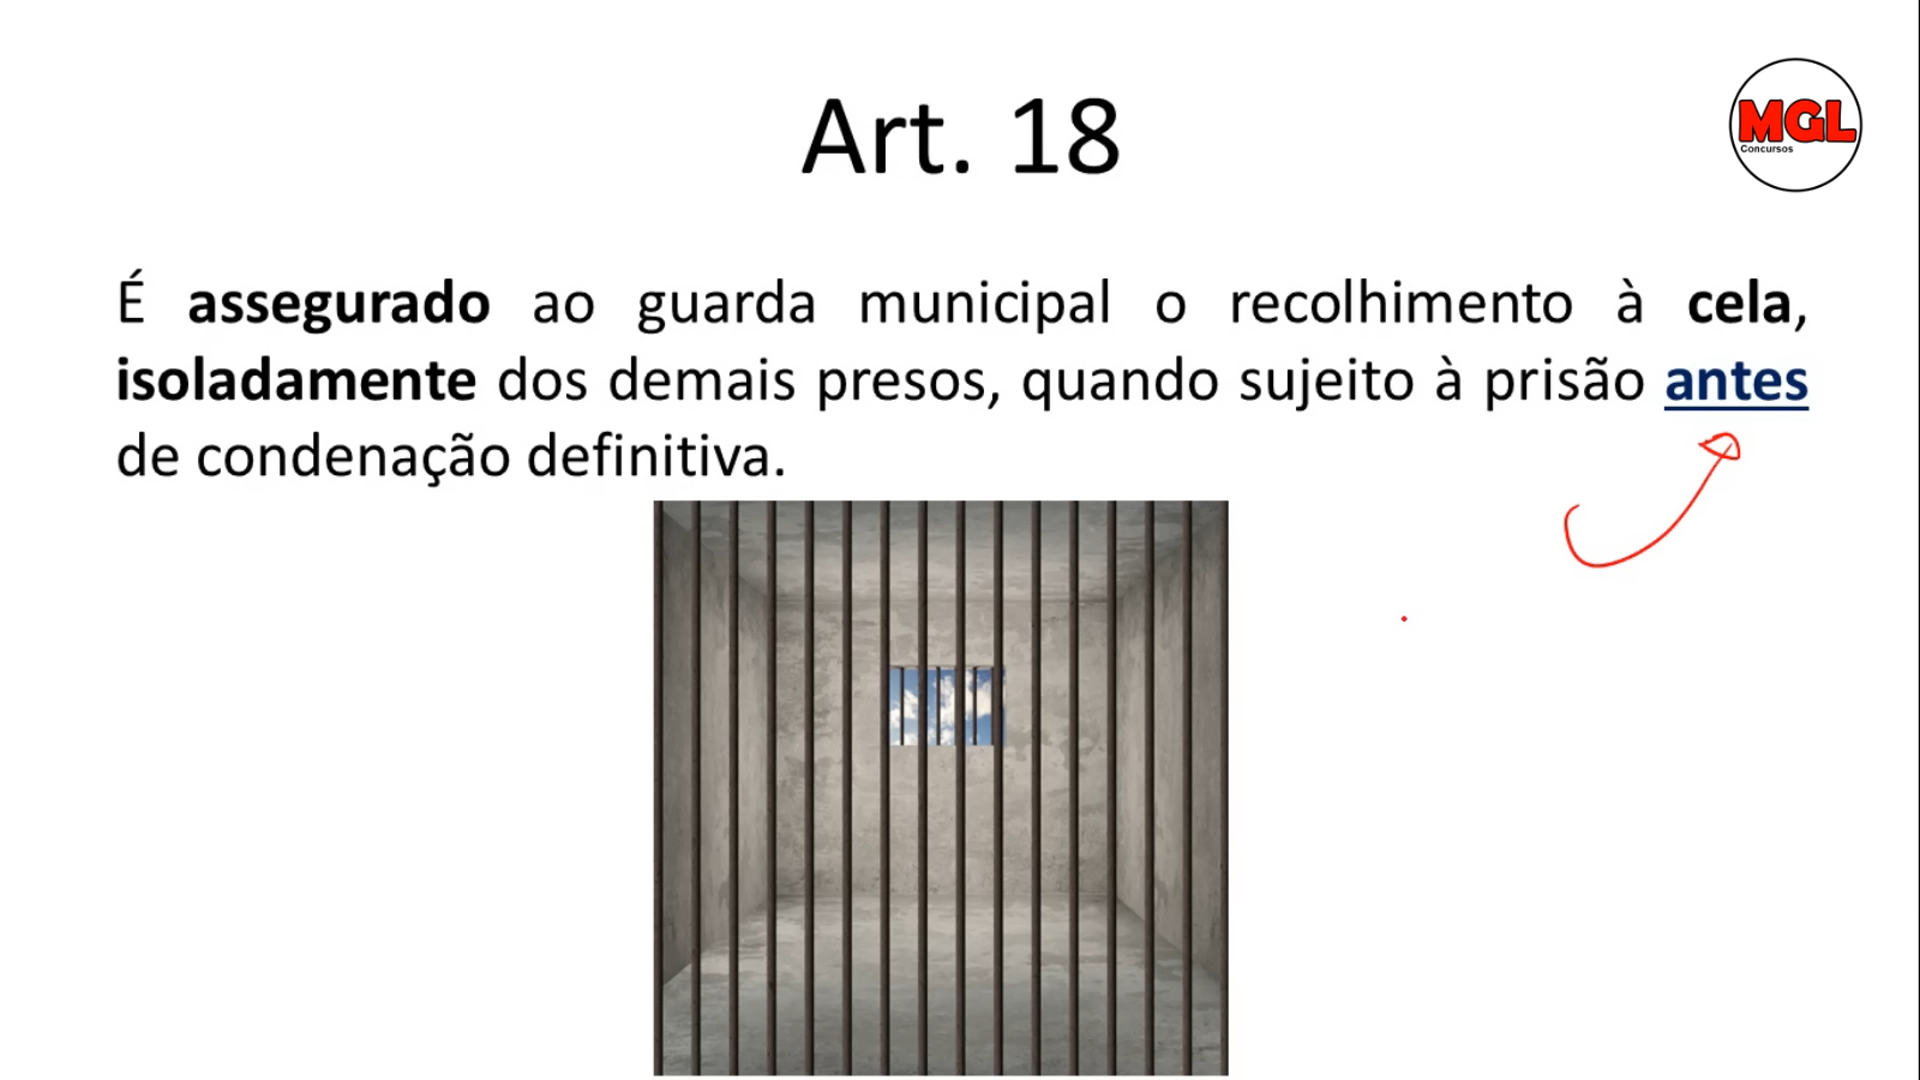 Art. 18
MGL
Concursos
É assegurado ao guarda municipal o recolhimento à cela,
isoladamente dos demais presos, quando sujeito à prisão antes
de condenação definitiva.